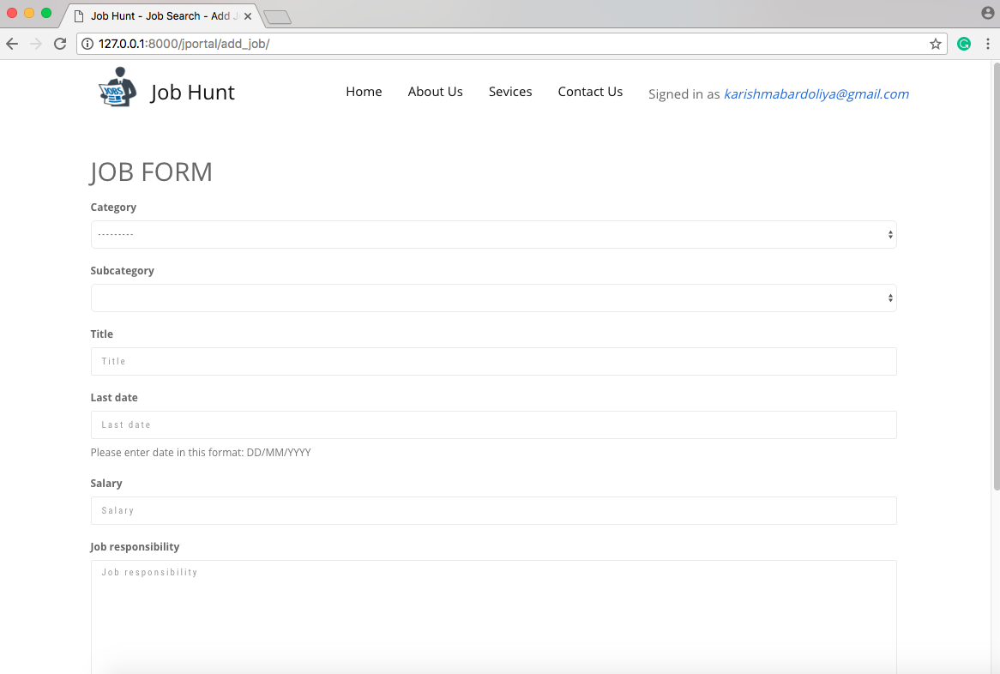 Job Hunt - Job Search - Add J
127.0.0.1:8000/jportal/add_job/
JOBS
Job Hunt
Home About Us Sevices Contact Us Signed in as karishmabardoliya@gmail.com
JOB FORM
Category
---------
Subcategory
Title
Title
Last date
Last date
Please enter date in this format: DD/MM/YYYY
Salary
Salary
Job responsibility
Job responsibility